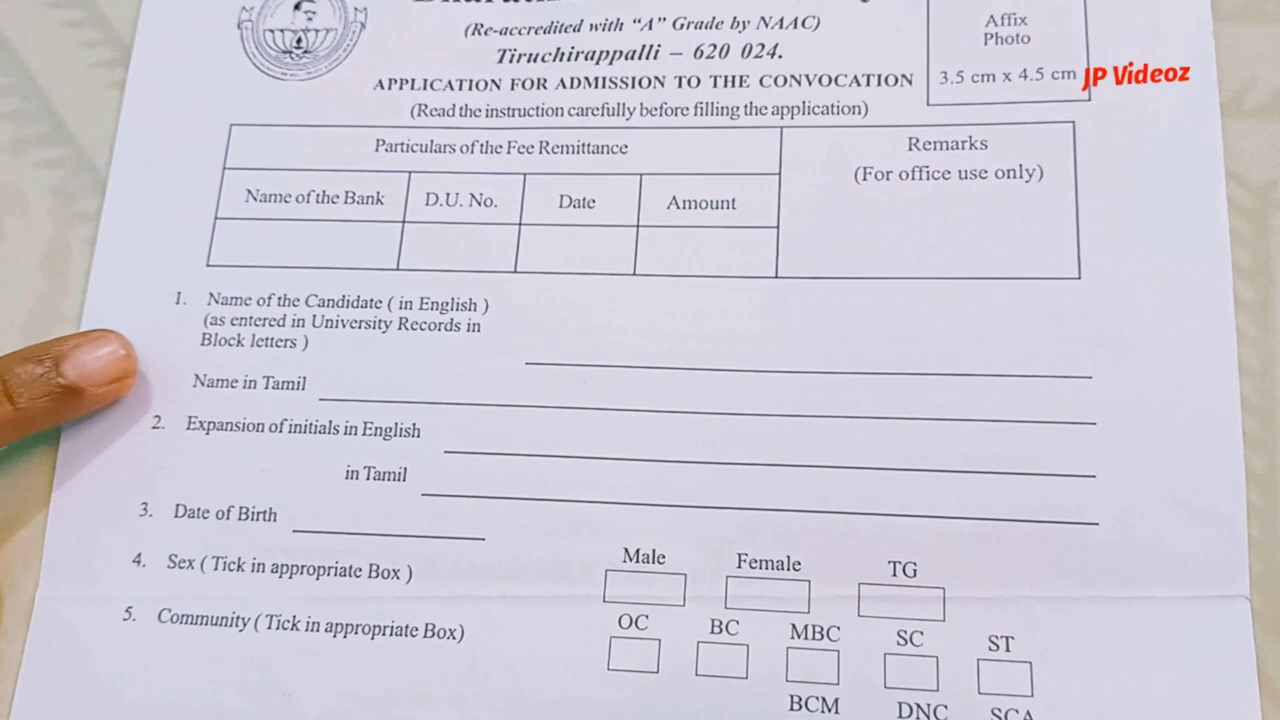 (Re-accredited with “A” Grade by NAAC)
Tiruchirappalli – 620 024.
APPLICATION FOR ADMISSION TO THE CONVOCATION
(Read the instruction carefully before filling the application)
Affix
Photo
3.5 cm x 4.5 cm
JP Videoz
Particulars of the Fee Remittance
Remarks
(For office use only)
Name of the Bank D.U. No. Date Amount
1. Name of the Candidate ( in English )
(as entered in University Records in
Block letters )
Name in Tamil
2. Expansion of initials in English
in Tamil
3. Date of Birth
4. Sex ( Tick in appropriate Box ) Male Female TG
5. Community ( Tick in appropriate Box) OC BC MBC SC ST
BCM DNC SCA